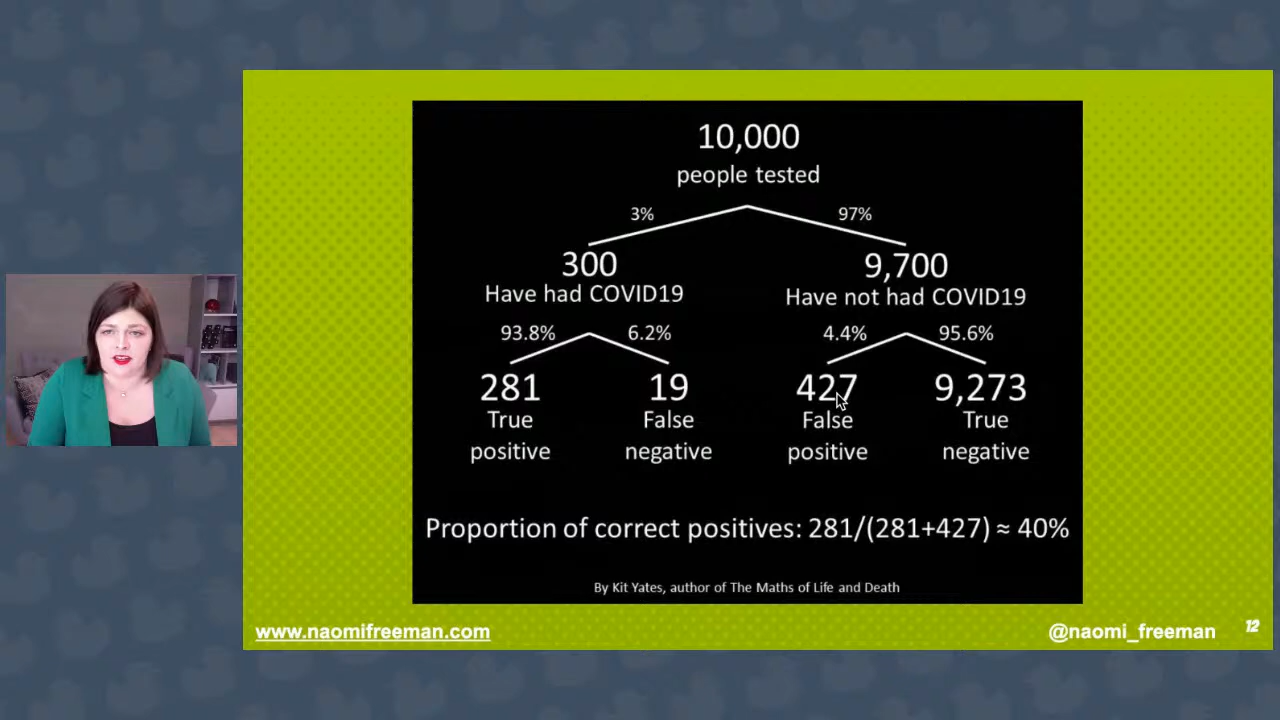 10,000
people tested
3% 97%
300 9,700
Have had COVID19 Have not had COVID19
93.8% 6.2% 4.4% 95.6%
281 19 427 9,273
True False False True
positive negative positive negative
Proportion of correct positives: 281/(281+427) ≈ 40%
By Kit Yates, author of The Maths of Life and Death
www.naomifreeman.com @naomi_freeman 12